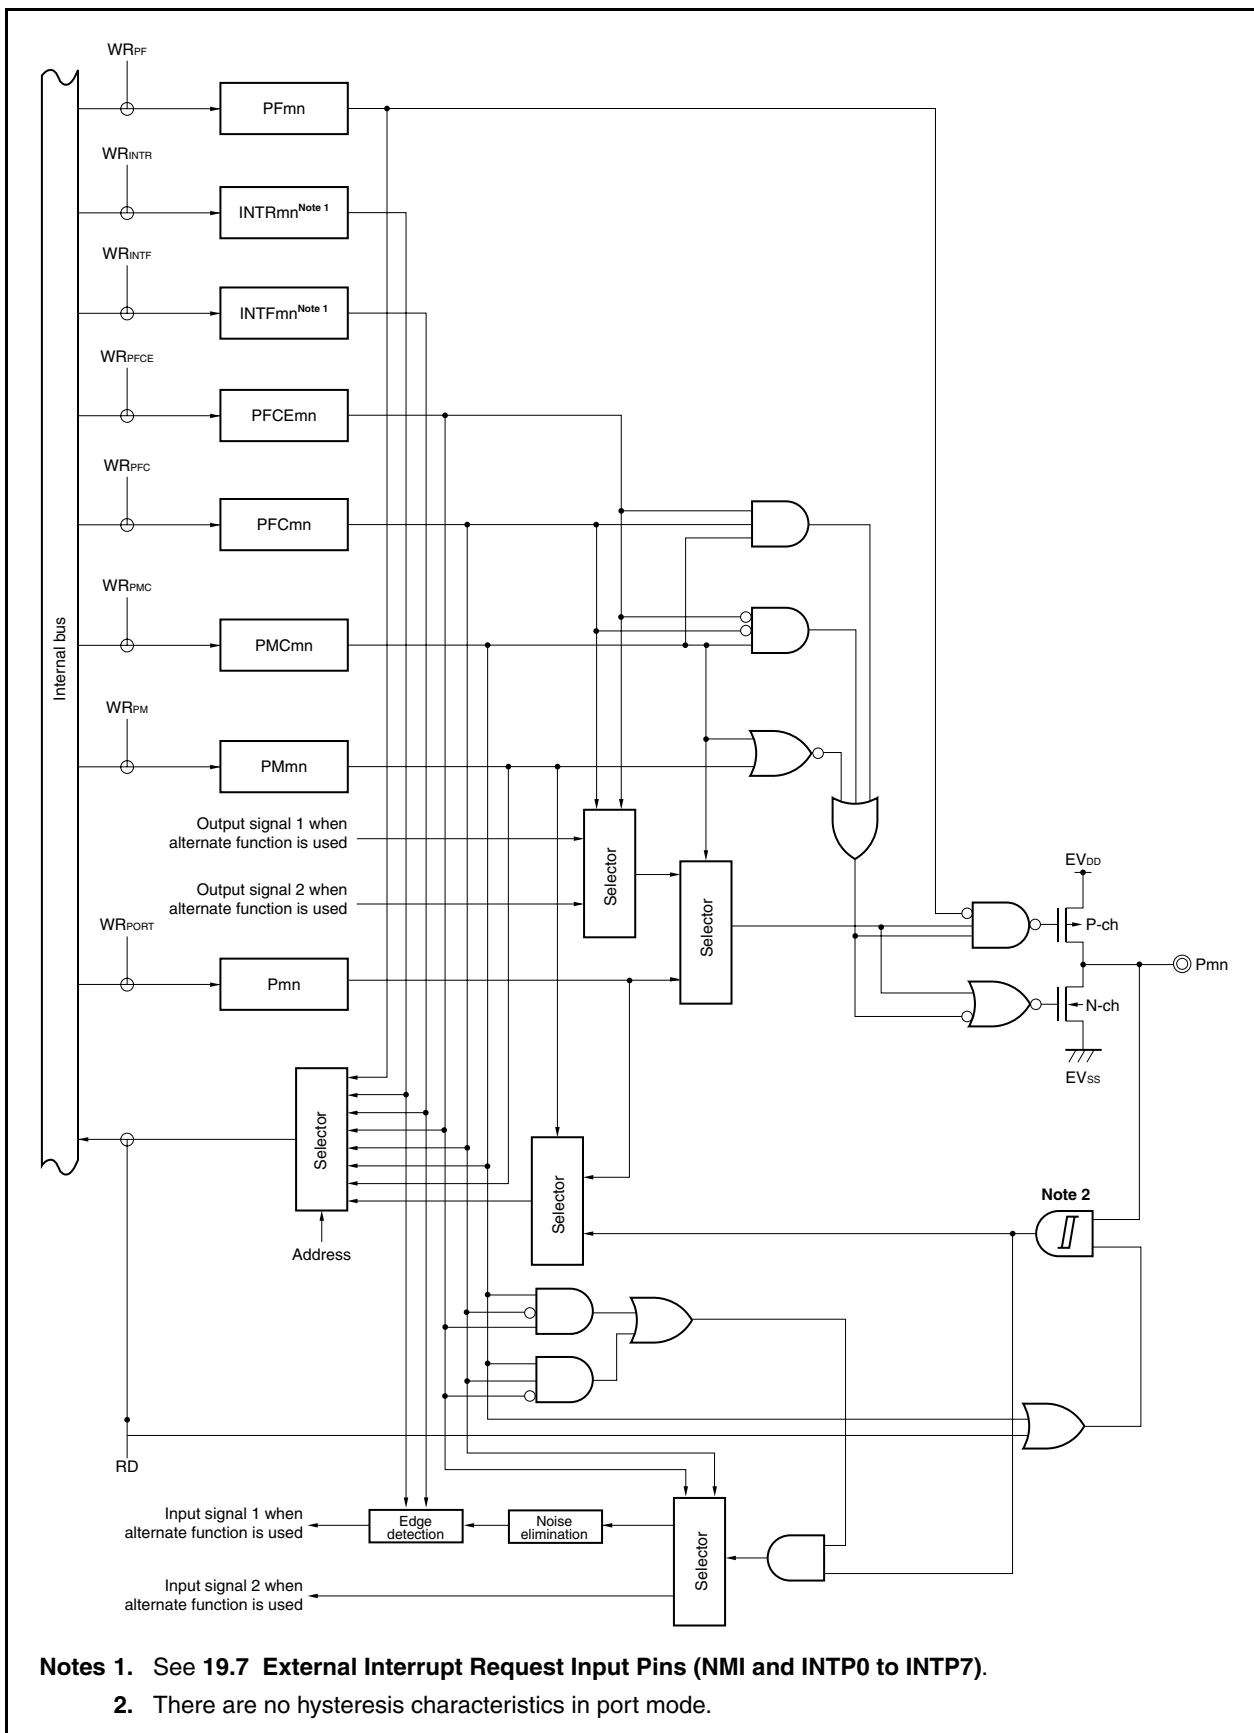 WRPF
PFmn
WRINTR
INTRmnNote 1
WRINTF
INTFmnNote 1
WRPFCE
PFCEmn
WRPFC
PFCmn
WRPMC
PMCmn
Internal bus
WRPM
PMmn
Output signal 1 when
alternate function is used
Output signal 2 when
alternate function is used
Selector
Selector
EVDD
P-ch
WRPORT
Pmn
Pmn
N-ch
EVSS
Selector
Selector
Address
Note 2
RD
Input signal 1 when
alternate function is used
Edge
detection
Noise
elimination
Selector
Input signal 2 when
alternate function is used
Notes 1. See 19.7 External Interrupt Request Input Pins (NMI and INTP0 to INTP7).
2. There are no hysteresis characteristics in port mode.